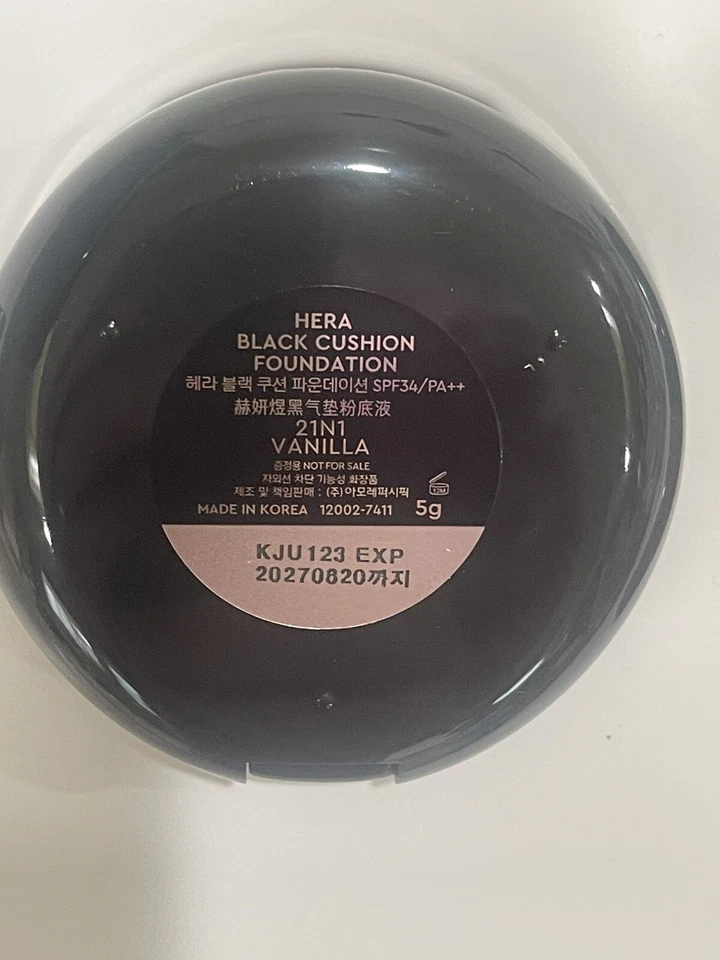 HERA
BLACK CUSHION
FOUNDATION
헤라 블랙 쿠션 파운데이션 SPF34/PA++
赫妍煜黑气垫粉底液
21N1
VANILLA
증정용 NOT FOR SALE
자외선 차단 기능성 화장품
제조 및 책임판매 : (주)아모레퍼시픽
12M
MADE IN KOREA 12002-7411 5g
KJU123 EXP
20270820까지